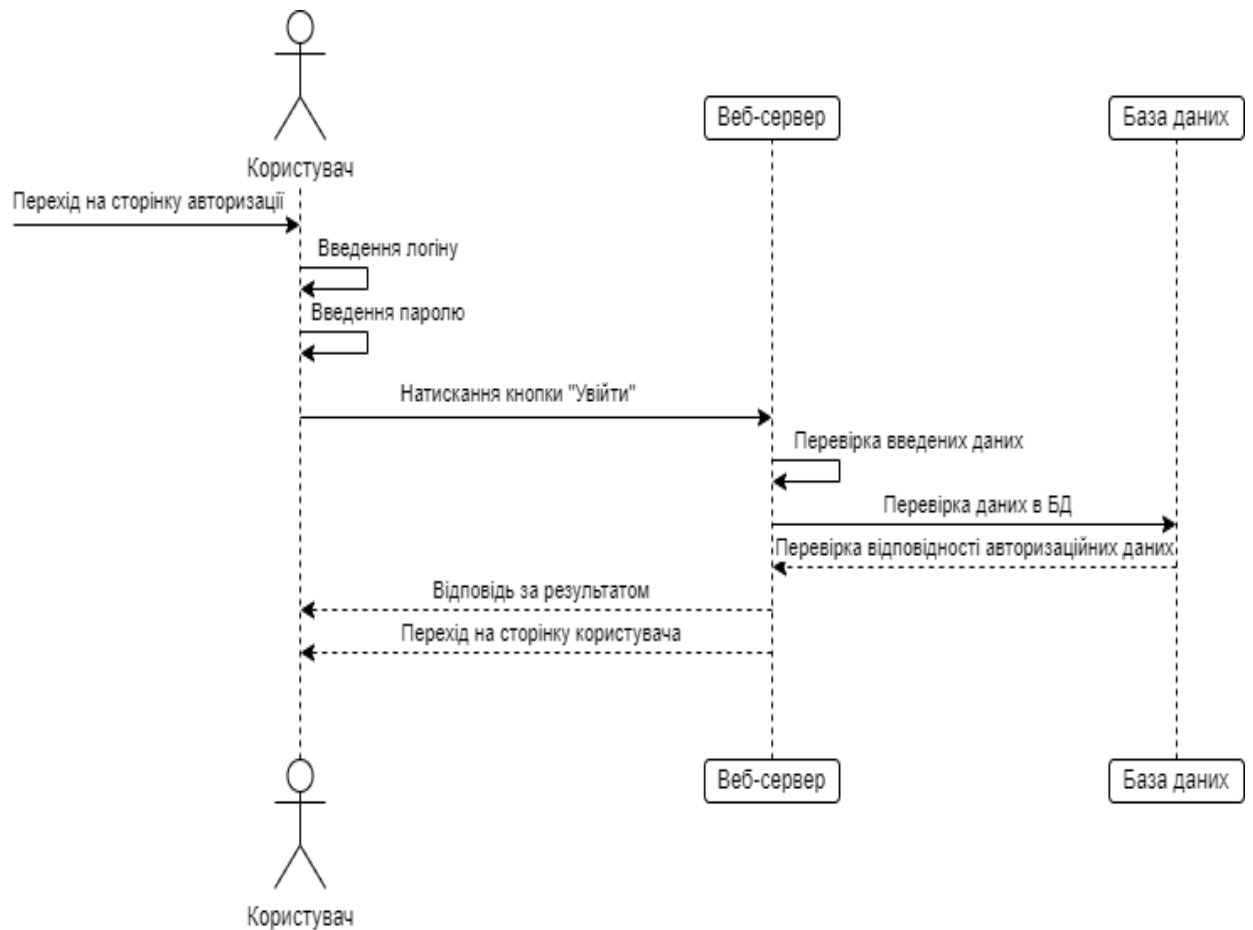 Веб-сервер
База даних
Користувач
Перехід на сторінку авторизації
Введення логіну
Введення паролю
Натискання кнопки "Увійти"
Перевірка введених даних
Перевірка даних в БД
Перевірка відповідності авторизаційних даних
Відповідь за результатом
Перехід на сторінку користувача
Веб-сервер
База даних
Користувач